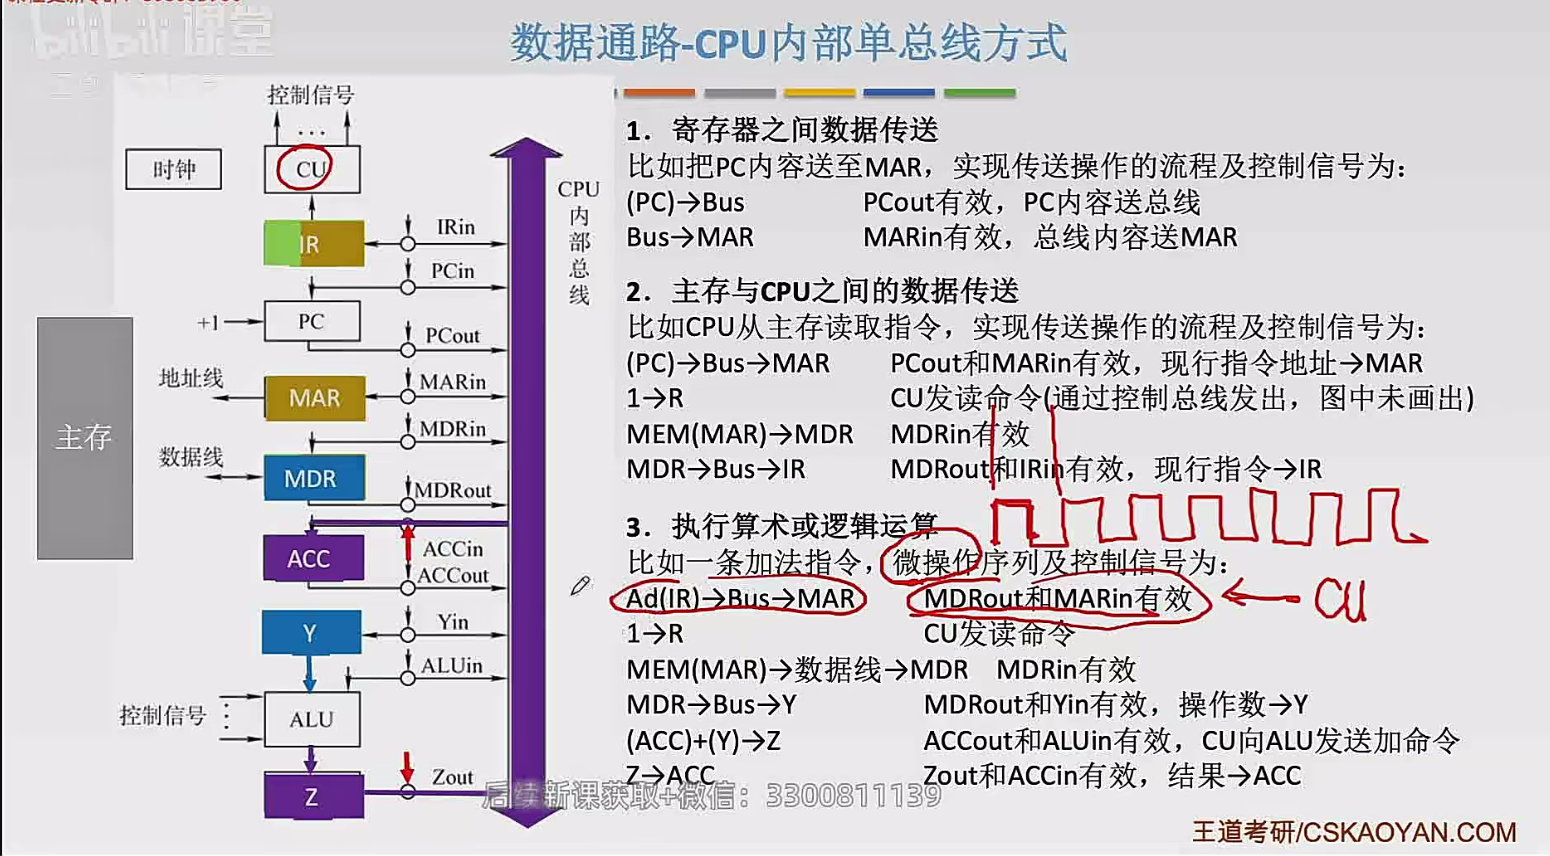 bilibili课堂
数据通路-CPU内部单总线方式
控制信号
...
时钟
CU
IR
IRin
PCin
+1
PC
PCout
地址线
MAR
MARin
MDRin
数据线
MDR
MDRout
主存
ACC
ACCin
ACCout
Y
Yin
ALUin
控制信号
ALU
Z
Zout
CPU
内
部
总
线
1. 寄存器之间数据传送
比如把PC内容送至MAR，实现传送操作的流程及控制信号为：
(PC)→Bus PCout有效，PC内容送总线
Bus→MAR MARin有效，总线内容送MAR
2. 主存与CPU之间的数据传送
比如CPU从主存读取指令，实现传送操作的流程及控制信号为：
(PC)→Bus→MAR PCout和MARin有效，现行指令地址→MAR
1→R CU发读命令(通过控制总线发出，图中未画出)
MEM(MAR)→MDR MDRin有效
MDR→Bus→IR MDRout和IRin有效，现行指令→IR
3. 执行算术或逻辑运算
比如一条加法指令，微操作序列及控制信号为：
Ad(IR)→Bus→MAR MDRout和MARin有效 CU
1→R CU发读命令
MEM(MAR)→数据线→MDR MDRin有效
MDR→Bus→Y MDRout和Yin有效，操作数→Y
(ACC)+(Y)→Z ACCout和ALUin有效，CU向ALU发送加命令
Z→ACC Zout和ACCin有效，结果→ACC
后续新课获取+微信：3300811139
王道考研/CSKAOYAN.COM